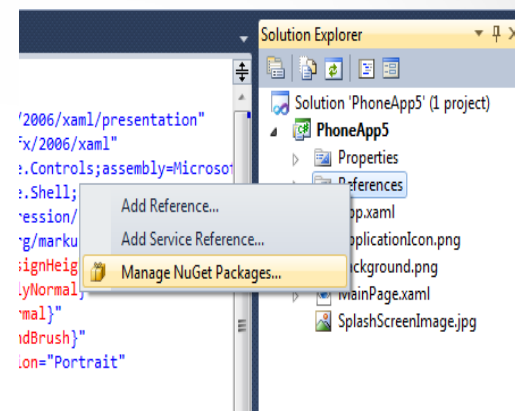 Solution Explorer
Solution 'PhoneApp5' (1 project)
PhoneApp5
Properties
References
pp.xaml
pplicationIcon.png
ackground.png
MainPage.xaml
SplashScreenImage.jpg
/2006/xaml/presentation"
fx/2006/xaml"
e.Controls;assembly=Microsof
e.Shell;
ression/
rg/marku
signHeig
lyNormal}
rmal}"
ndBrush}"
ion="Portrait"
Add Reference...
Add Service Reference...
Manage NuGet Packages...